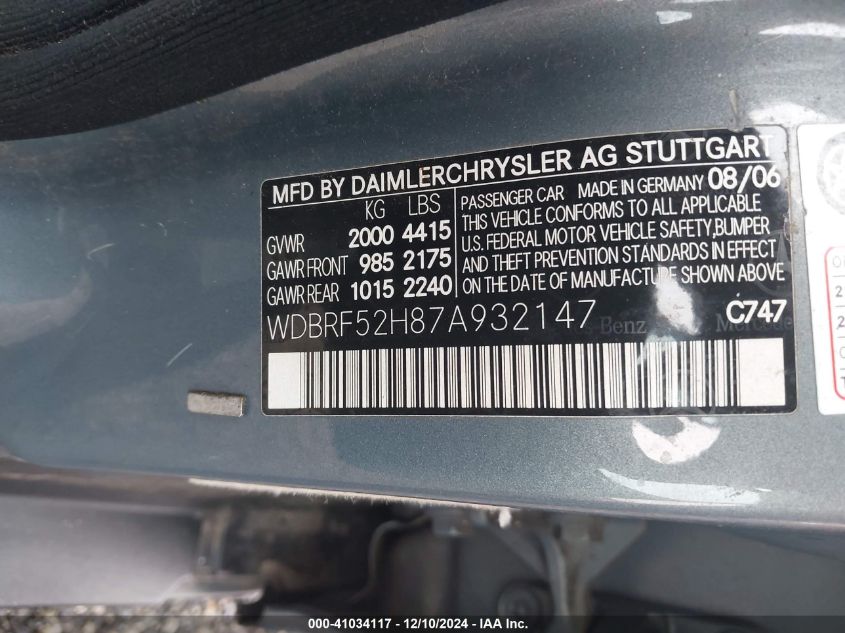 MFD BY DAIMLERCHRYSLER AG STUTTGART
KG LBS
GVWR 2000 4415
GAWR FRONT 985 2175
GAWR REAR 1015 2240
PASSENGER CAR MADE IN GERMANY 08/06
THIS VEHICLE CONFORMS TO ALL APPLICABLE
U.S. FEDERAL MOTOR VEHICLE SAFETY,BUMPER
AND THEFT PREVENTION STANDARDS IN EFFECT
ON THE DATE OF MANUFACTURE SHOWN ABOVE
WDBRF52H87A932147 C747
000-41034117 - 12/10/2024 - IAA Inc.